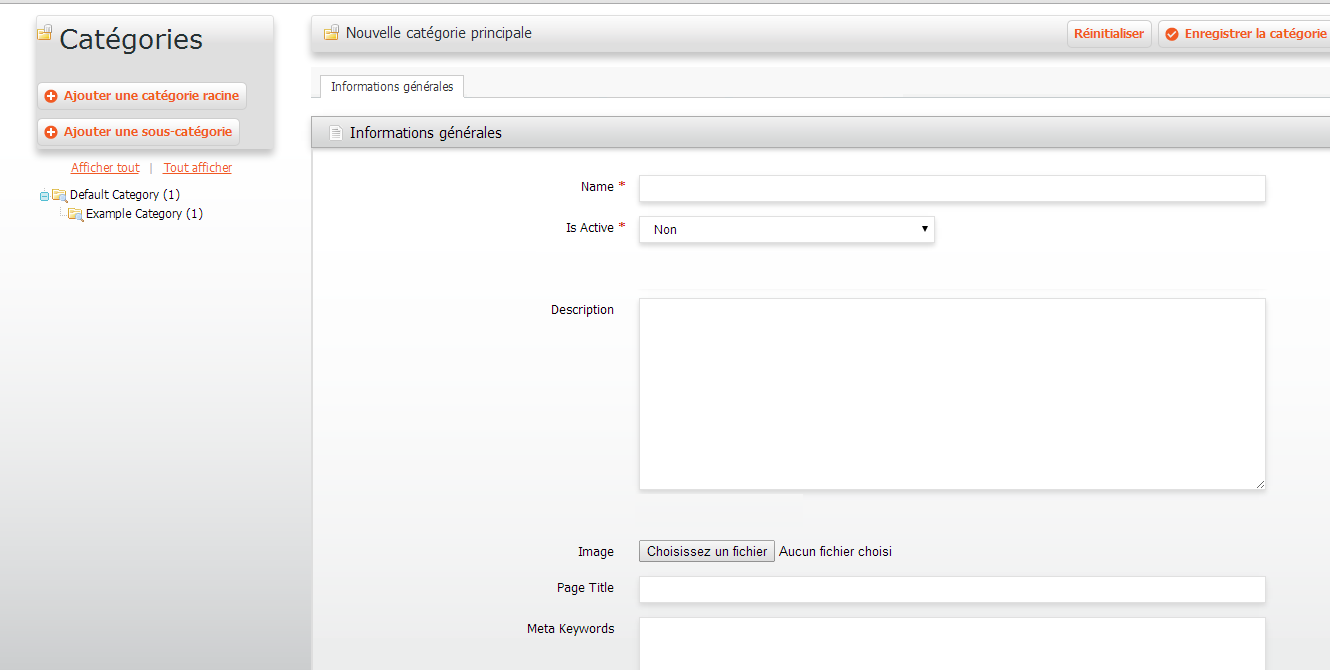 Catégories
Ajouter une catégorie racine
Ajouter une sous-catégorie
Afficher tout | Tout afficher
Default Category (1)
Example Category (1)
Nouvelle catégorie principale
Réinitialiser
Enregistrer la catégorie
Informations générales
Informations générales
Name *
Is Active *
Non
Description
Image
Choisissez un fichier
Aucun fichier choisi
Page Title
Meta Keywords